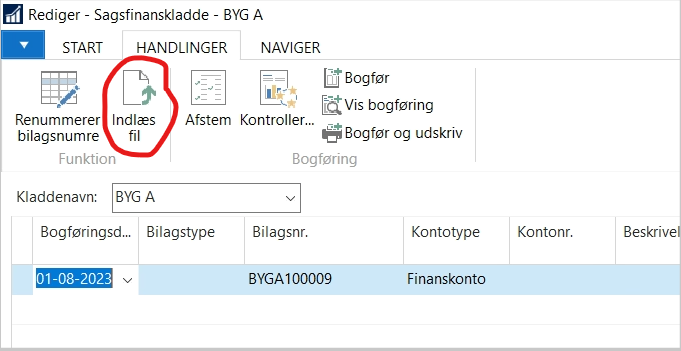 Rediger - Sagsfinanskladde - BYG A
START HANDLINGER NAVIGER
Renummerer bilagsnumre
Indlæs fil
Afstem
Kontroller...
Bogfør
Vis bogføring
Bogfør og udskriv
Funktion
Bogføring
Kladdenavn: BYG A
Bogføringsd... Bilagstype Bilagsnr. Kontotype Kontonr. Beskrivel
01-08-2023 BYGA100009 Finanskonto